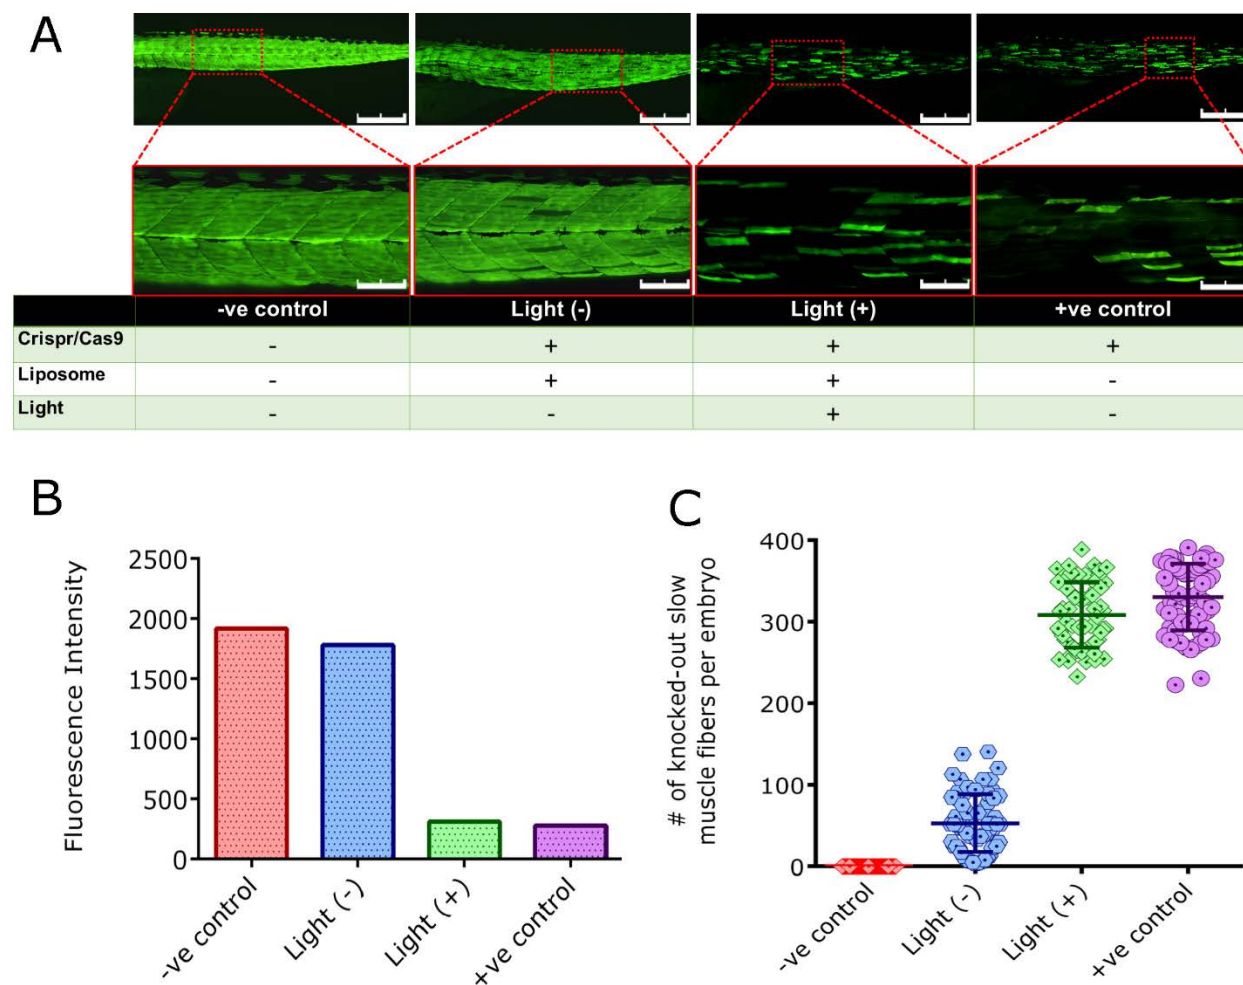 A
-ve control Light (-) Light (+) +ve control
Crispr/Cas9 - + + +
Liposome - + + -
Light - - + -
B
Fluorescence Intensity
2500
2000
1500
1000
500
0
-ve control
Light (-)
Light (+)
+ve control
C
# of knocked-out slow
muscle fibers per embryo
400
300
200
100
0
-ve control
Light (-)
Light (+)
+ve control